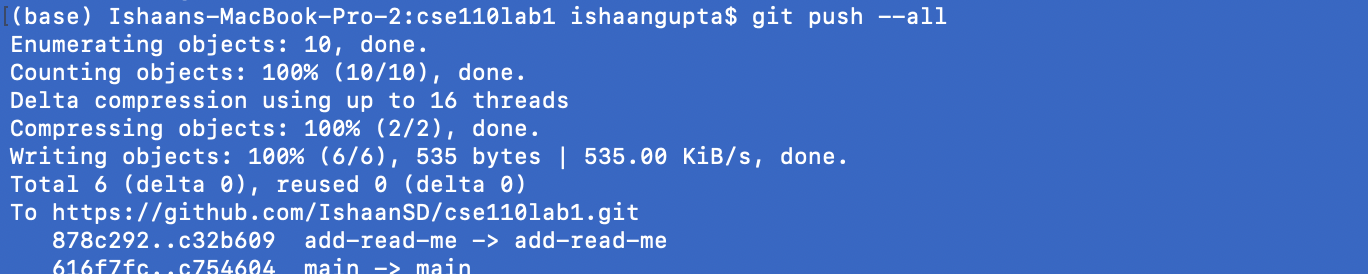 (base) Ishaans-MacBook-Pro-2:cse110lab1 ishaangupta$ git push --all
Enumerating objects: 10, done.
Counting objects: 100% (10/10), done.
Delta compression using up to 16 threads
Compressing objects: 100% (2/2), done.
Writing objects: 100% (6/6), 535 bytes | 535.00 KiB/s, done.
Total 6 (delta 0), reused 0 (delta 0)
To https://github.com/IshaanSD/cse110lab1.git
   878c292..c32b609  add-read-me -> add-read-me
   616f7fc..c754604  main -> main